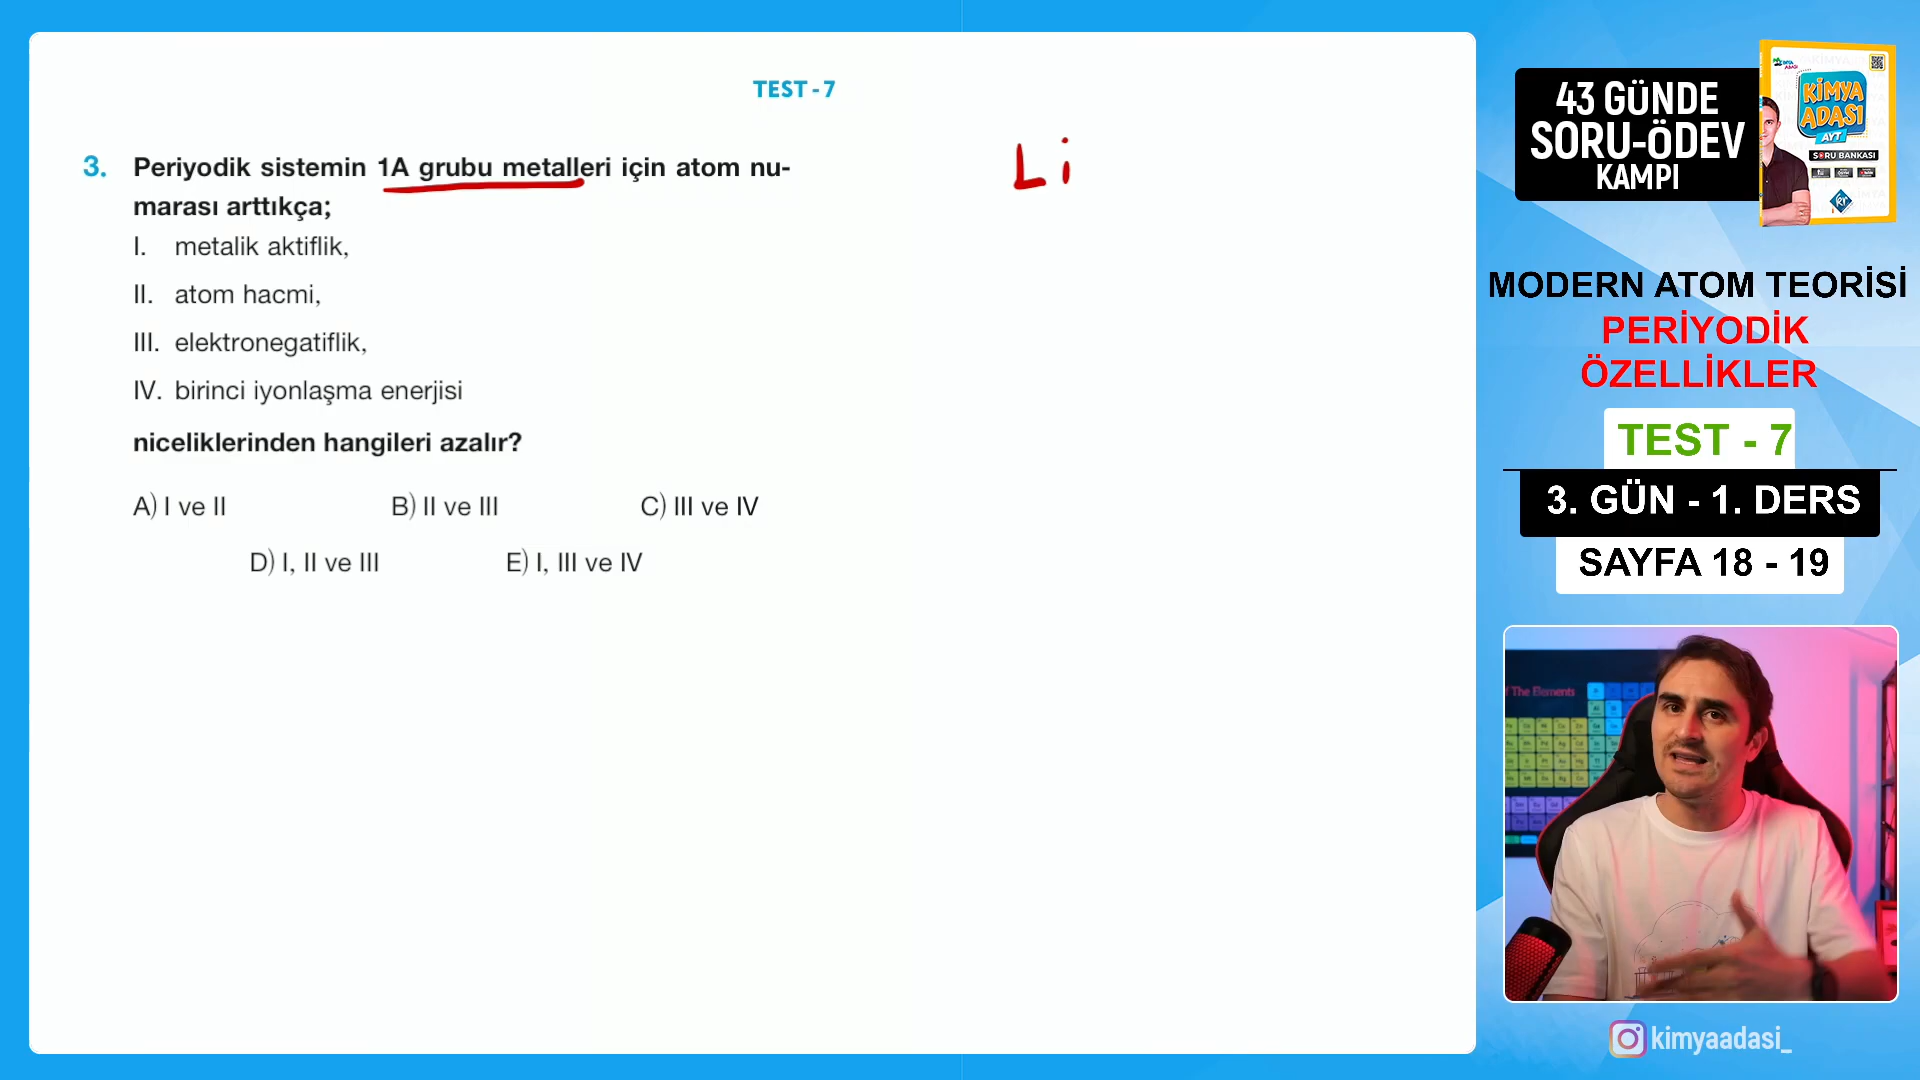 TEST - 7
3. Periyodik sistemin 1A grubu metalleri için atom nu-
marası arttıkça;
I. metalik aktiflik,
II. atom hacmi,
III. elektronegatiflik,
IV. birinci iyonlaşma enerjisi
niceliklerinden hangileri azalır?
A) I ve II B) II ve III C) III ve IV
D) I, II ve III E) I, III ve IV
Li
43 GÜNDE
SORU-ÖDEV
KAMPI
KİMYA
ADASI
AYT
SORU BANKASI
MODERN ATOM TEORİSİ
PERİYODİK
ÖZELLİKLER
TEST - 7
3. GÜN - 1. DERS
SAYFA 18 - 19
The Elements
kimyaadasi_